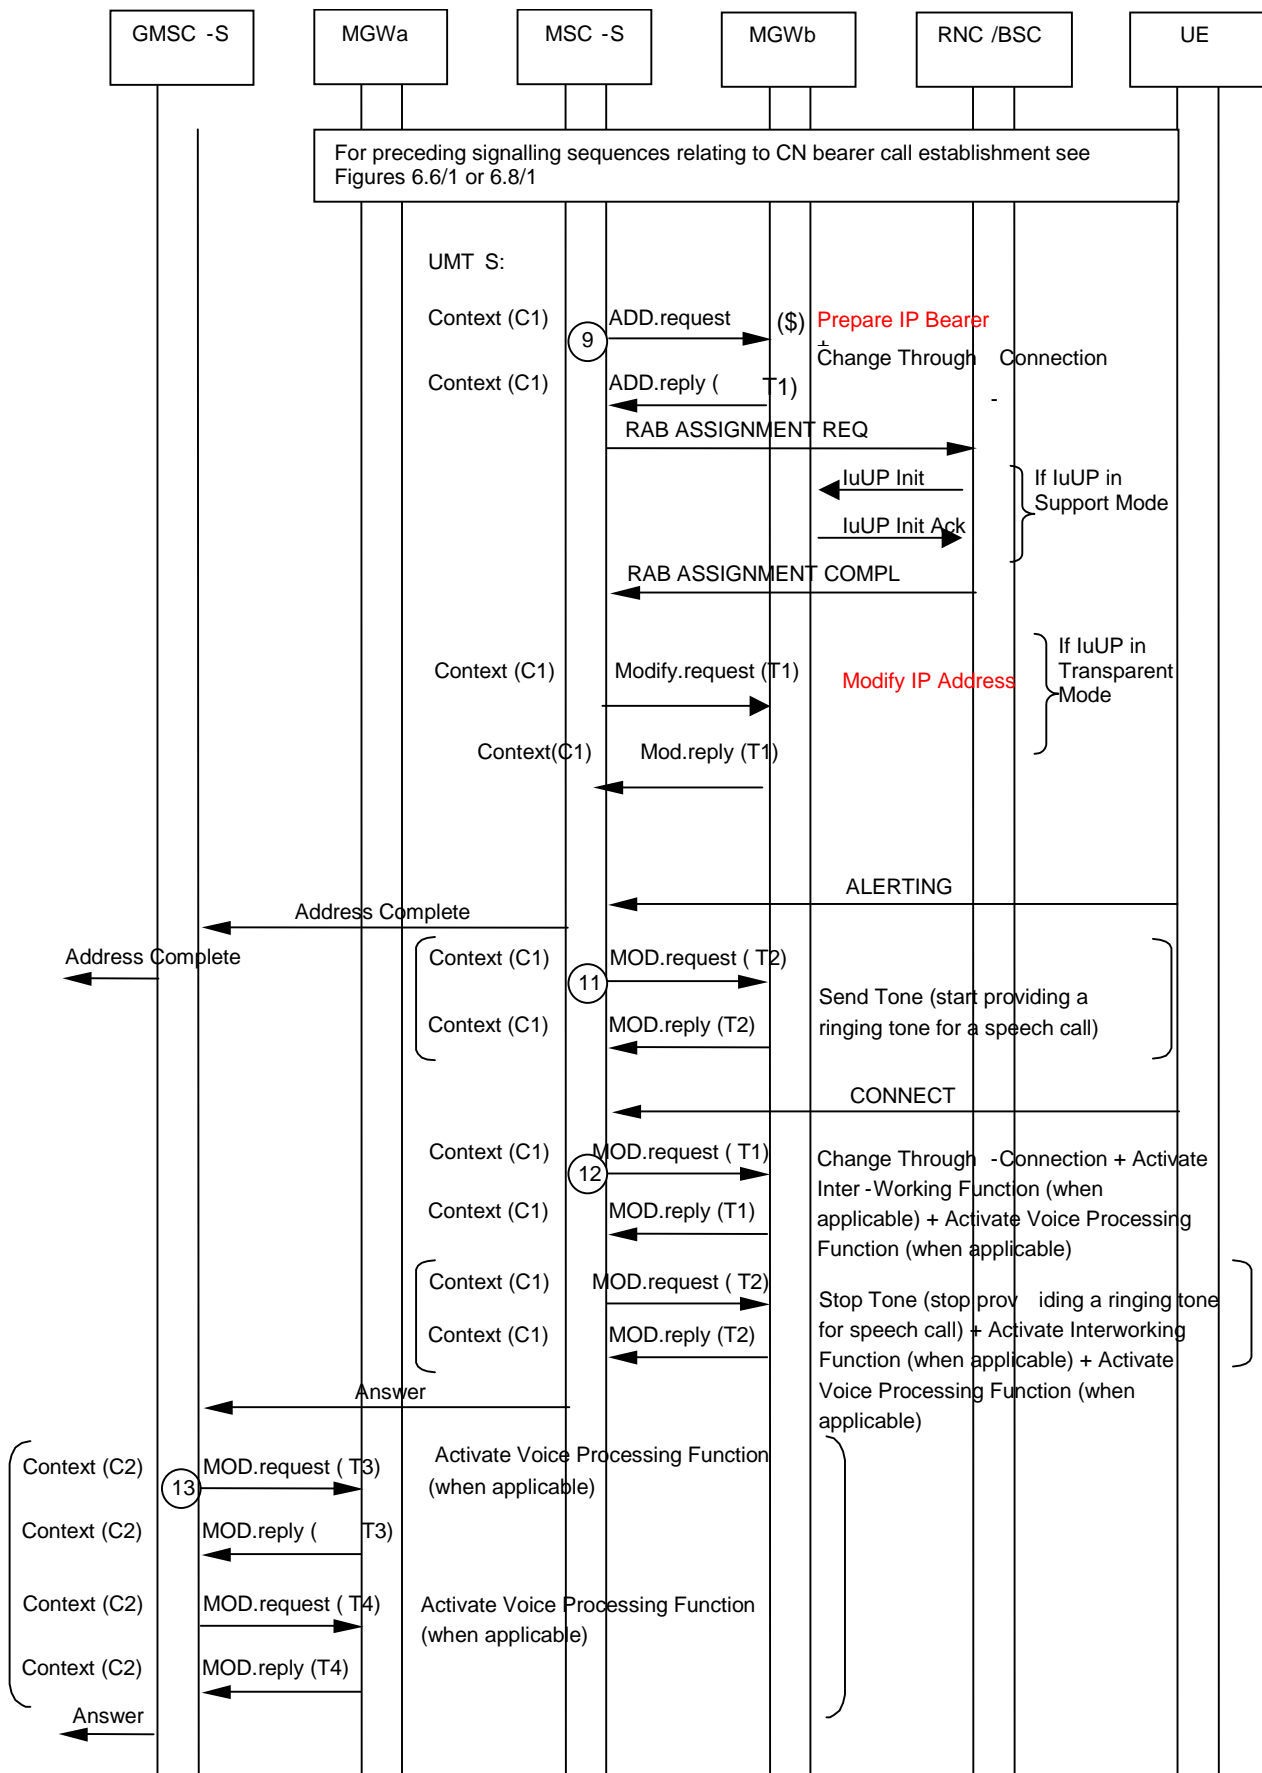 GMSC -S
MGWa
MSC -S
MGWb
RNC /BSC
UE
For preceding signalling sequences relating to CN bearer call establishment see
Figures 6.6/1 or 6.8/1
UMT S:
Context (C1)
9
ADD.request
($)
Prepare IP Bearer
+
Change Through Connection
-
Context (C1)
ADD.reply ( T1)
RAB ASSIGNMENT REQ
IuUP Init
IuUP Init Ack
If IuUP in
Support Mode
RAB ASSIGNMENT COMPL
Context (C1)
Modify.request (T1)
Modify IP Address
If IuUP in
Transparent
Mode
Context(C1)
Mod.reply (T1)
ALERTING
Address Complete
Address Complete
Context (C1)
11
MOD.request ( T2)
Send Tone (start providing a
ringing tone for a speech call)
Context (C1)
MOD.reply (T2)
CONNECT
Context (C1)
12
MOD.request ( T1)
Change Through -Connection + Activate
Inter -Working Function (when
applicable) + Activate Voice Processing
Function (when applicable)
Context (C1)
MOD.reply (T1)
Context (C1)
MOD.request ( T2)
Stop Tone (stop prov iding a ringing tone
for speech call) + Activate Interworking
Function (when applicable) + Activate
Voice Processing Function (when
applicable)
Context (C1)
MOD.reply (T2)
Answer
Context (C2)
13
MOD.request ( T3)
Activate Voice Processing Function
(when applicable)
Context (C2)
MOD.reply ( T3)
Context (C2)
MOD.request ( T4)
Activate Voice Processing Function
(when applicable)
Context (C2)
MOD.reply (T4)
Answer